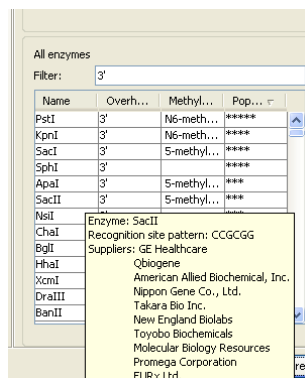 All enzymes
Filter: 3'
Name Overh... Methyl... Pop...
PstI 3' N6-meth... *****
KpnI 3' N6-meth... ****
SacI 3' 5-methyl... ****
SphI 3' ****
ApaI 3' 5-methyl... ***
SacII 3' 5-methyl... ***
NsiI
ChaI
BglI
HhaI
XcmI
DraIII
BanII
Enzyme: SacII
Recognition site pattern: CCGCGG
Suppliers: GE Healthcare
Qbiogene
American Allied Biochemical, Inc.
Nippon Gene Co., Ltd.
Takara Bio Inc.
New England Biolabs
Toyobo Biochemicals
Molecular Biology Resources
Promega Corporation
EURx Ltd.